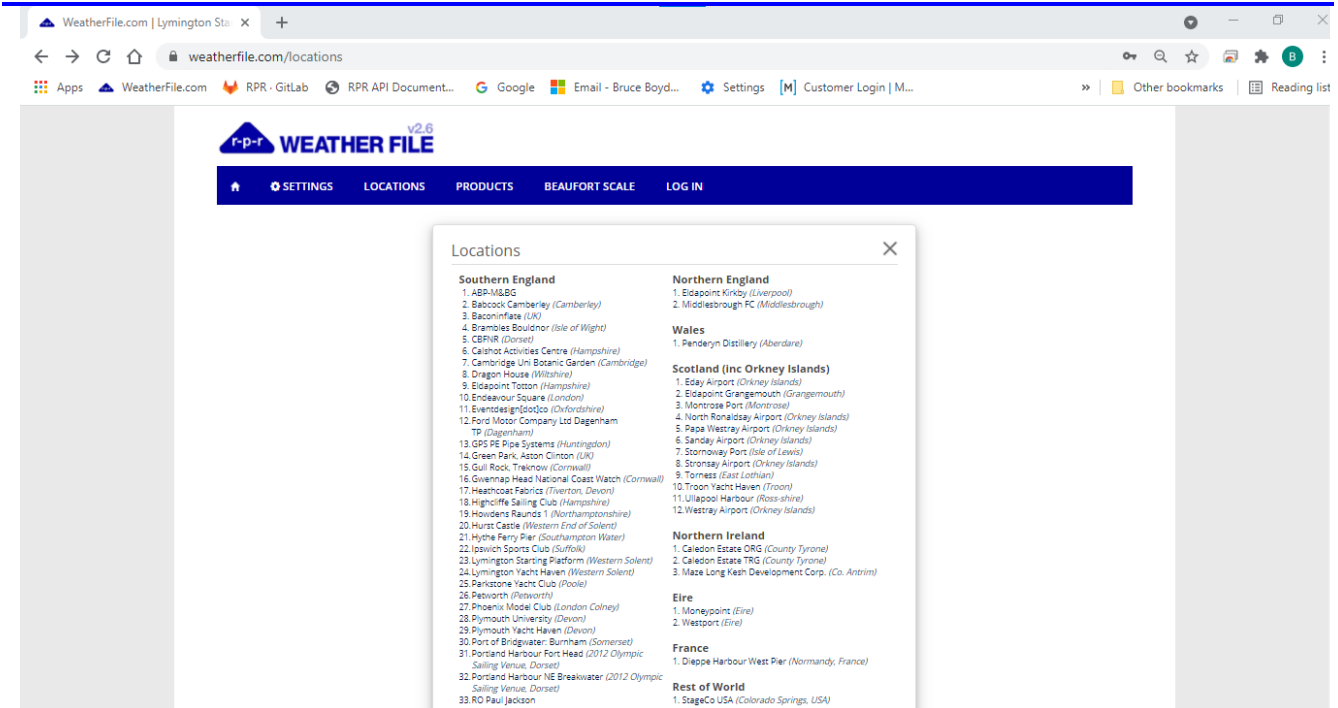 WeatherFile.com | Lymington Sta
weatherfile.com/locations
B
Apps WeatherFile.com RPR · GitLab RPR API Document... Google Email - Bruce Boyd... Settings [M] Customer Login | M... » Other bookmarks Reading list
r-p-r WEATHER FILE v2.6
SETTINGS LOCATIONS PRODUCTS BEAUFORT SCALE LOG IN
Locations
Southern England
1. ABP-M&BG
2. Babcock Camberley (Camberley)
3. Baconinflate (UK)
4. Brambles Bouldnor (Isle of Wight)
5. CBFNR (Dorset)
6. Calshot Activities Centre (Hampshire)
7. Cambridge Uni Botanic Garden (Cambridge)
8. Dragon House (Wiltshire)
9. Eldapoint Totton (Hampshire)
10. Endeavour Square (London)
11. Eventdesign[dot]co (Oxfordshire)
12. Ford Motor Company Ltd Dagenham
TP (Dagenham)
13. GPS PE Pipe Systems (Huntingdon)
14. Green Park, Aston Clinton (UK)
15. Gull Rock, Treknow (Cornwall)
16. Gwennap Head National Coast Watch (Cornwall)
17. Heathcoat Fabrics (Tiverton, Devon)
18. Highcliffe Sailing Club (Hampshire)
19. Howdens Raunds 1 (Northamptonshire)
20. Hurst Castle (Western End of Solent)
21. Hythe Ferry Pier (Southampton Water)
22. Ipswich Sports Club (Suffolk)
23. Lymington Starting Platform (Western Solent)
24. Lymington Yacht Haven (Western Solent)
25. Parkstone Yacht Club (Poole)
26. Petworth (Petworth)
27. Phoenix Model Club (London Colney)
28. Plymouth University (Devon)
29. Plymouth Yacht Haven (Devon)
30. Port of Bridgwater: Burnham (Somerset)
31. Portland Harbour Fort Head (2012 Olympic
Sailing Venue, Dorset)
32. Portland Harbour NE Breakwater (2012 Olympic
Sailing Venue, Dorset)
33. RO Paul Jackson
Northern England
1. Eldapoint Kirkby (Liverpool)
2. Middlesbrough FC (Middlesbrough)
Wales
1. Penderyn Distillery (Aberdare)
Scotland (inc Orkney Islands)
1. Eday Airport (Orkney Islands)
2. Eldapoint Grangemouth (Grangemouth)
3. Montrose Port (Montrose)
4. North Ronaldsay Airport (Orkney Islands)
5. Papa Westray Airport (Orkney Islands)
6. Sanday Airport (Orkney Islands)
7. Stornoway Port (Isle of Lewis)
8. Stronsay Airport (Orkney Islands)
9. Torness (East Lothian)
10. Troon Yacht Haven (Troon)
11. Ullapool Harbour (Ross-shire)
12. Westray Airport (Orkney Islands)
Northern Ireland
1. Caledon Estate ORG (County Tyrone)
2. Caledon Estate TRG (County Tyrone)
3. Maze Long Kesh Development Corp. (Co. Antrim)
Eire
1. Moneypoint (Eire)
2. Westport (Eire)
France
1. Dieppe Harbour West Pier (Normandy, France)
Rest of World
1. StageCo USA (Colorado Springs, USA)